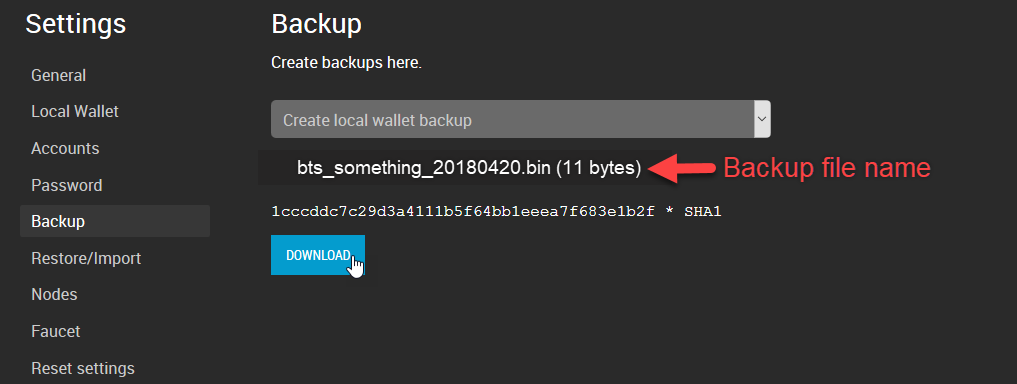 Settings
General
Local Wallet
Accounts
Password
Backup
Restore/Import
Nodes
Faucet
Reset settings
Backup
Create backups here.
Create local wallet backup
bts_something_20180420.bin (11 bytes)
Backup file name
1cccddc7c29d3a4111b5f64bb1eeea7f683e1b2f * SHA1
DOWNLOAD